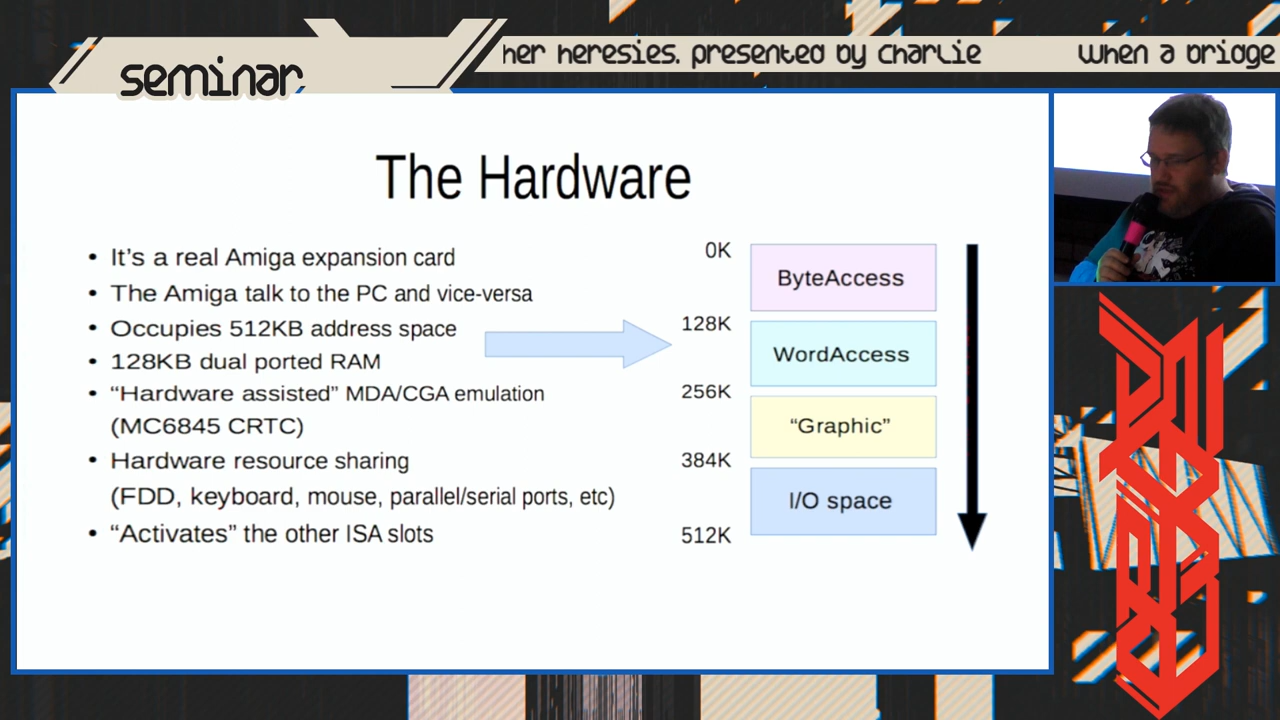 seminar
her heresies. presented by Charlie
When a bridge
The Hardware
• It's a real Amiga expansion card
• The Amiga talk to the PC and vice-versa
• Occupies 512KB address space
• 128KB dual ported RAM
• “Hardware assisted” MDA/CGA emulation
(MC6845 CRTC)
• Hardware resource sharing
(FDD, keyboard, mouse, parallel/serial ports, etc)
• “Activates” the other ISA slots
0K
ByteAccess
128K
WordAccess
256K
“Graphic”
384K
I/O space
512K